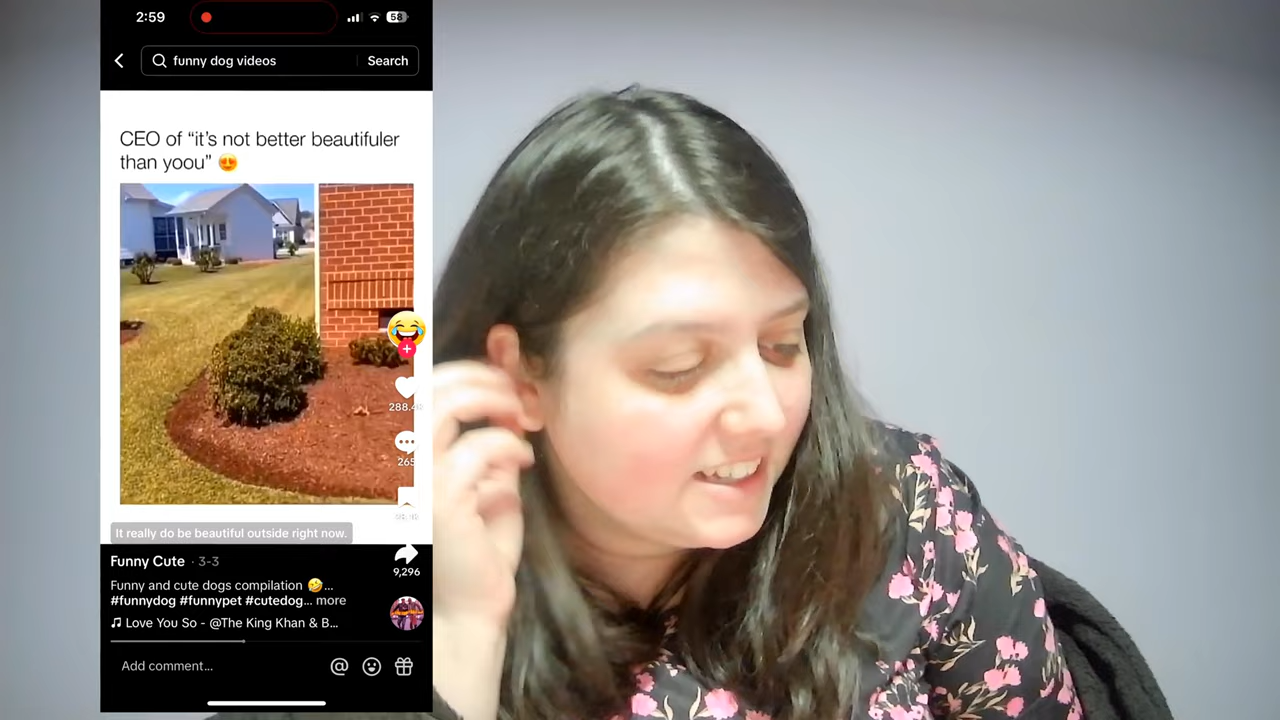 2:59
58
funny dog videos
Search
CEO of “it’s not better beautifuler
than yoou” 😍
288.4K
265
It really do be beautiful outside right now.
Funny Cute · 3-3
9,296
Funny and cute dogs compilation 🤣...
#funnydog #funnypet #cutedog... more
Love You So - @The King Khan & B...
Add comment...